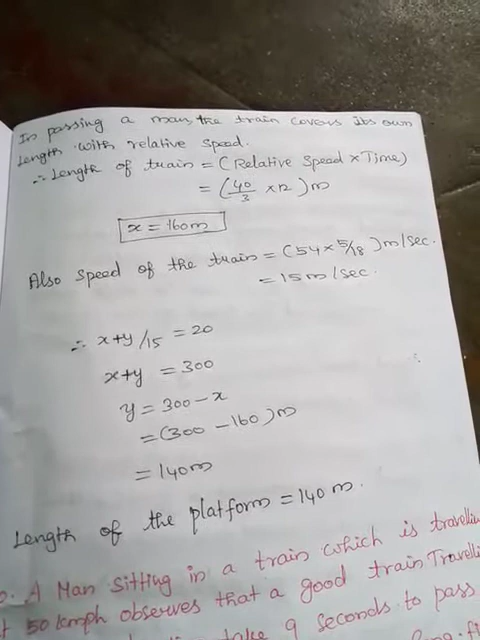 In passing a man, the train covers its own
length with relative speed.
∴ Length of train = (Relative Speed × Time)
= (40/3 × 12) m
x = 160m
Also speed of the train = (54 × 5/18) m/sec.
= 15 m/sec.
∴ x+y/15 = 20
x+y = 300
y = 300 - x
= (300 - 160) m
= 140m
Length of the platform = 140 m.
A Man sitting in a train which is travelli
50 kmph observes that a good train Travelli
take 9 seconds to pass